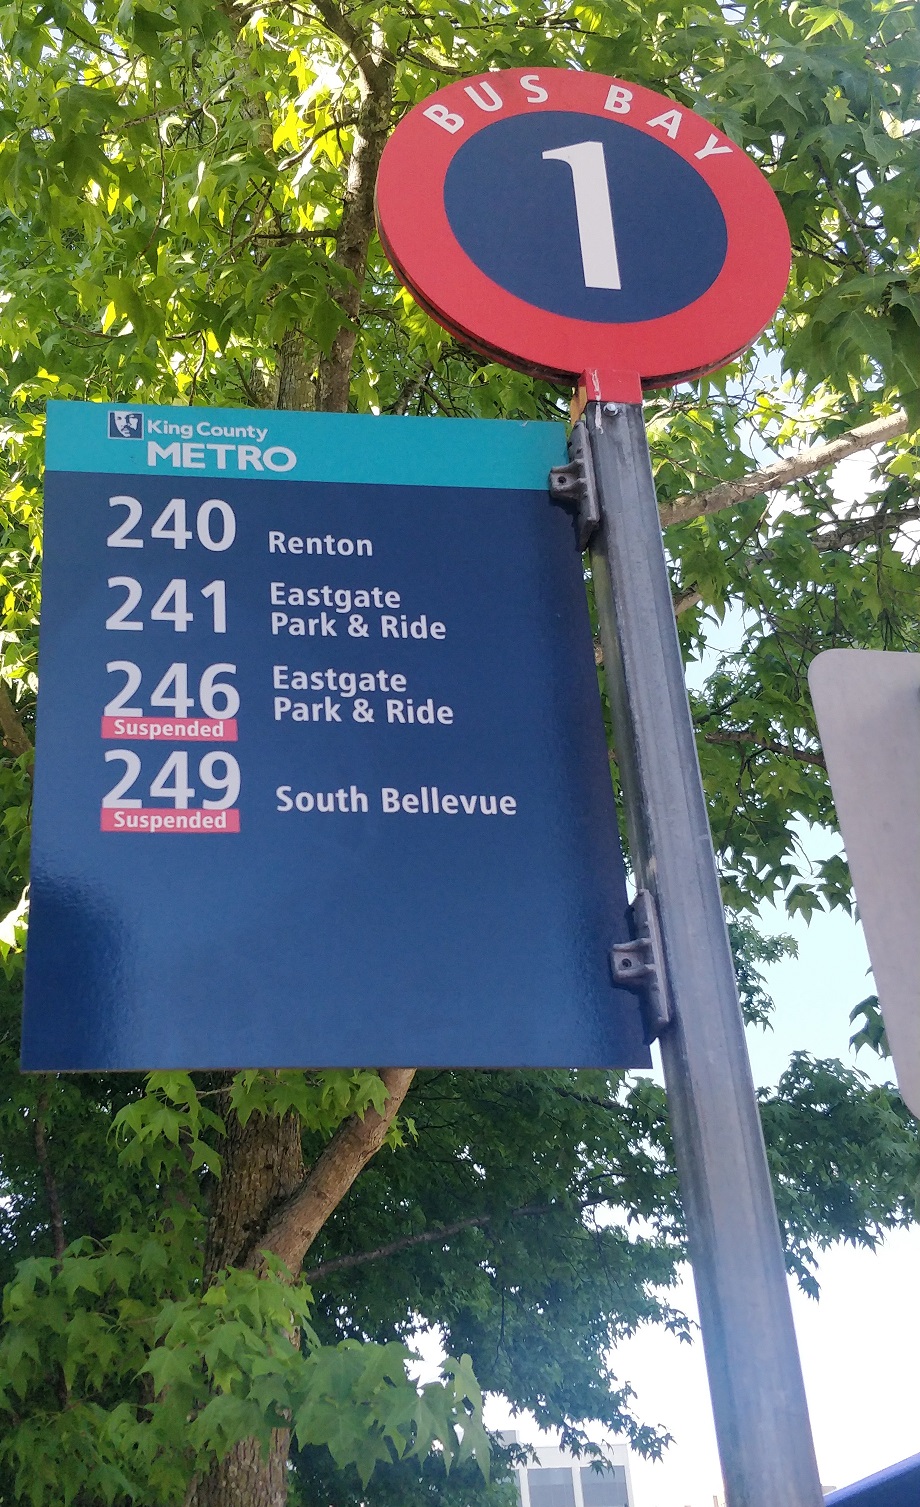 BUS BAY
1
King County
METRO
240 Renton
241 Eastgate
Park & Ride
246 Eastgate
Park & Ride
Suspended
249 South Bellevue
Suspended